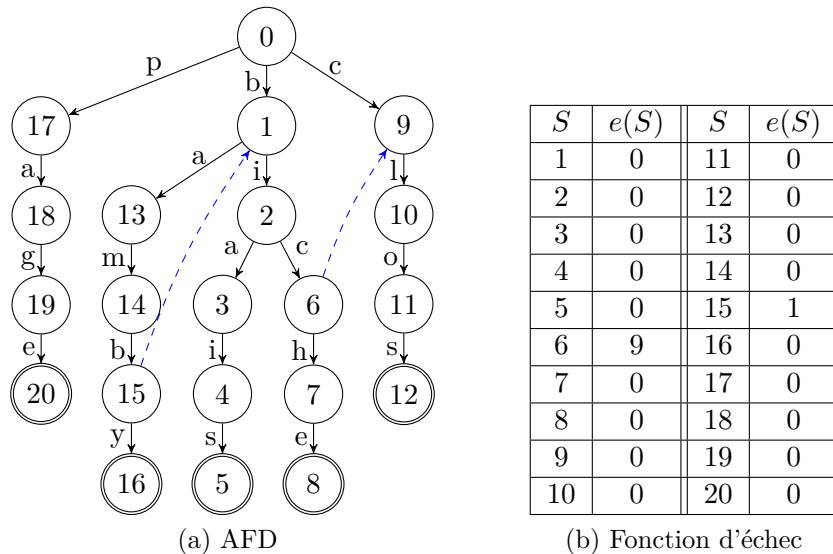 0
p
b
c
17
1
9
a
a
i
l
18
13
2
10
g
m
a
c
o
19
14
3
6
11
e
b
i
h
s
20
15
4
7
12
y
s
e
16
5
8
(a) AFD
S e(S) S e(S)
1 0 11 0
2 0 12 0
3 0 13 0
4 0 14 0
5 0 15 1
6 9 16 0
7 0 17 0
8 0 18 0
9 0 19 0
10 0 20 0
(b) Fonction d'échec